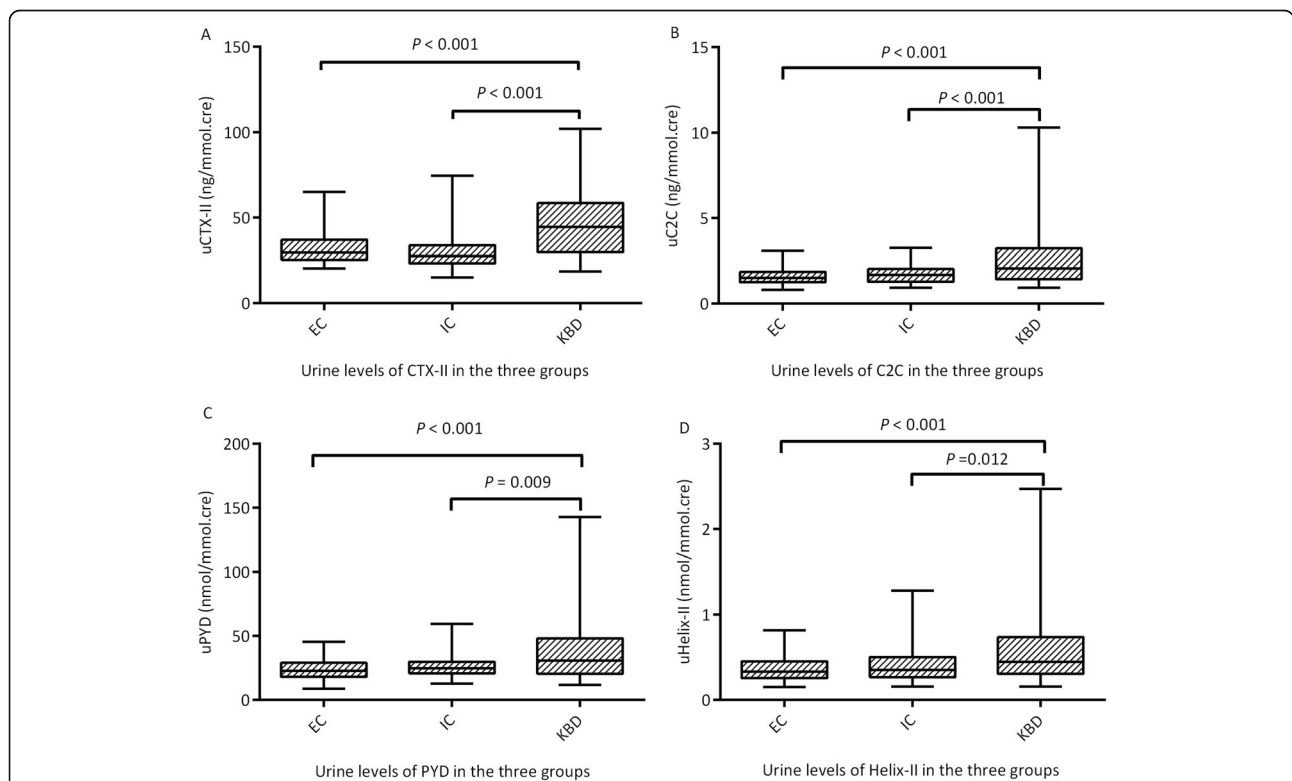 A
P < 0.001
P < 0.001
150
100
50
0
uCTX-II (ng/mmol.cre)
EC
IC
KBD
Urine levels of CTX-II in the three groups
B
P < 0.001
P < 0.001
15
10
5
0
uC2C (ng/mmol.cre)
EC
IC
KBD
Urine levels of C2C in the three groups
C
P < 0.001
P = 0.009
200
150
100
50
0
uPYD (nmol/mmol.cre)
EC
IC
KBD
Urine levels of PYD in the three groups
D
P < 0.001
P =0.012
3
2
1
0
uHelix-II (nmol/mmol.cre)
EC
IC
KBD
Urine levels of Helix-II in the three groups